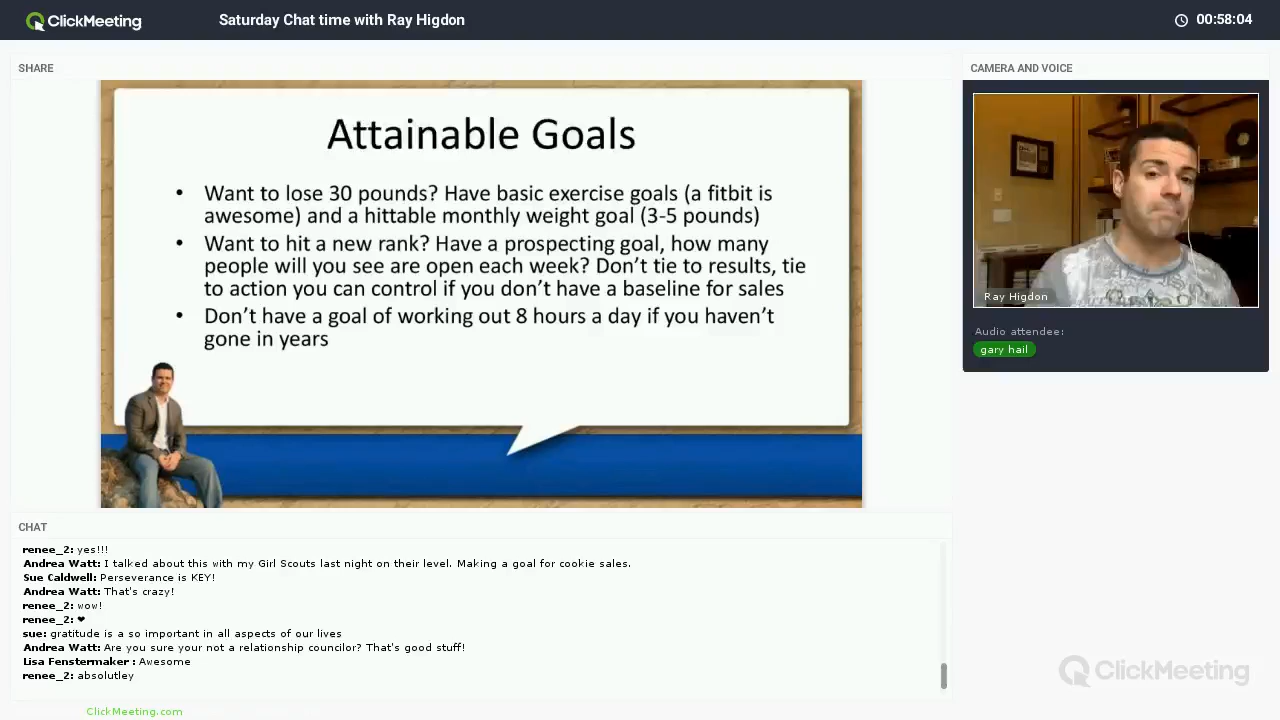 ClickMeeting
Saturday Chat time with Ray Higdon
00:58:04
SHARE
Attainable Goals
• Want to lose 30 pounds? Have basic exercise goals (a fitbit is
awesome) and a hittable monthly weight goal (3-5 pounds)
• Want to hit a new rank? Have a prospecting goal, how many
people will you see are open each week? Don't tie to results, tie
to action you can control if you don't have a baseline for sales
• Don't have a goal of working out 8 hours a day if you haven't
gone in years
CAMERA AND VOICE
Ray Higdon
Audio attendee:
gary hail
CHAT
renee_2: yes!!!
Andrea Watt: I talked about this with my Girl Scouts last night on their level. Making a goal for cookie sales.
Sue Caldwell: Perseverance is KEY!
Andrea Watt: That's crazy!
renee_2: wow!
renee_2: ❤
sue: gratitude is a so important in all aspects of our lives
Andrea Watt: Are you sure your not a relationship councilor? That's good stuff!
Lisa Fenstermaker : Awesome
renee_2: absolutley
ClickMeeting.com
ClickMeeting